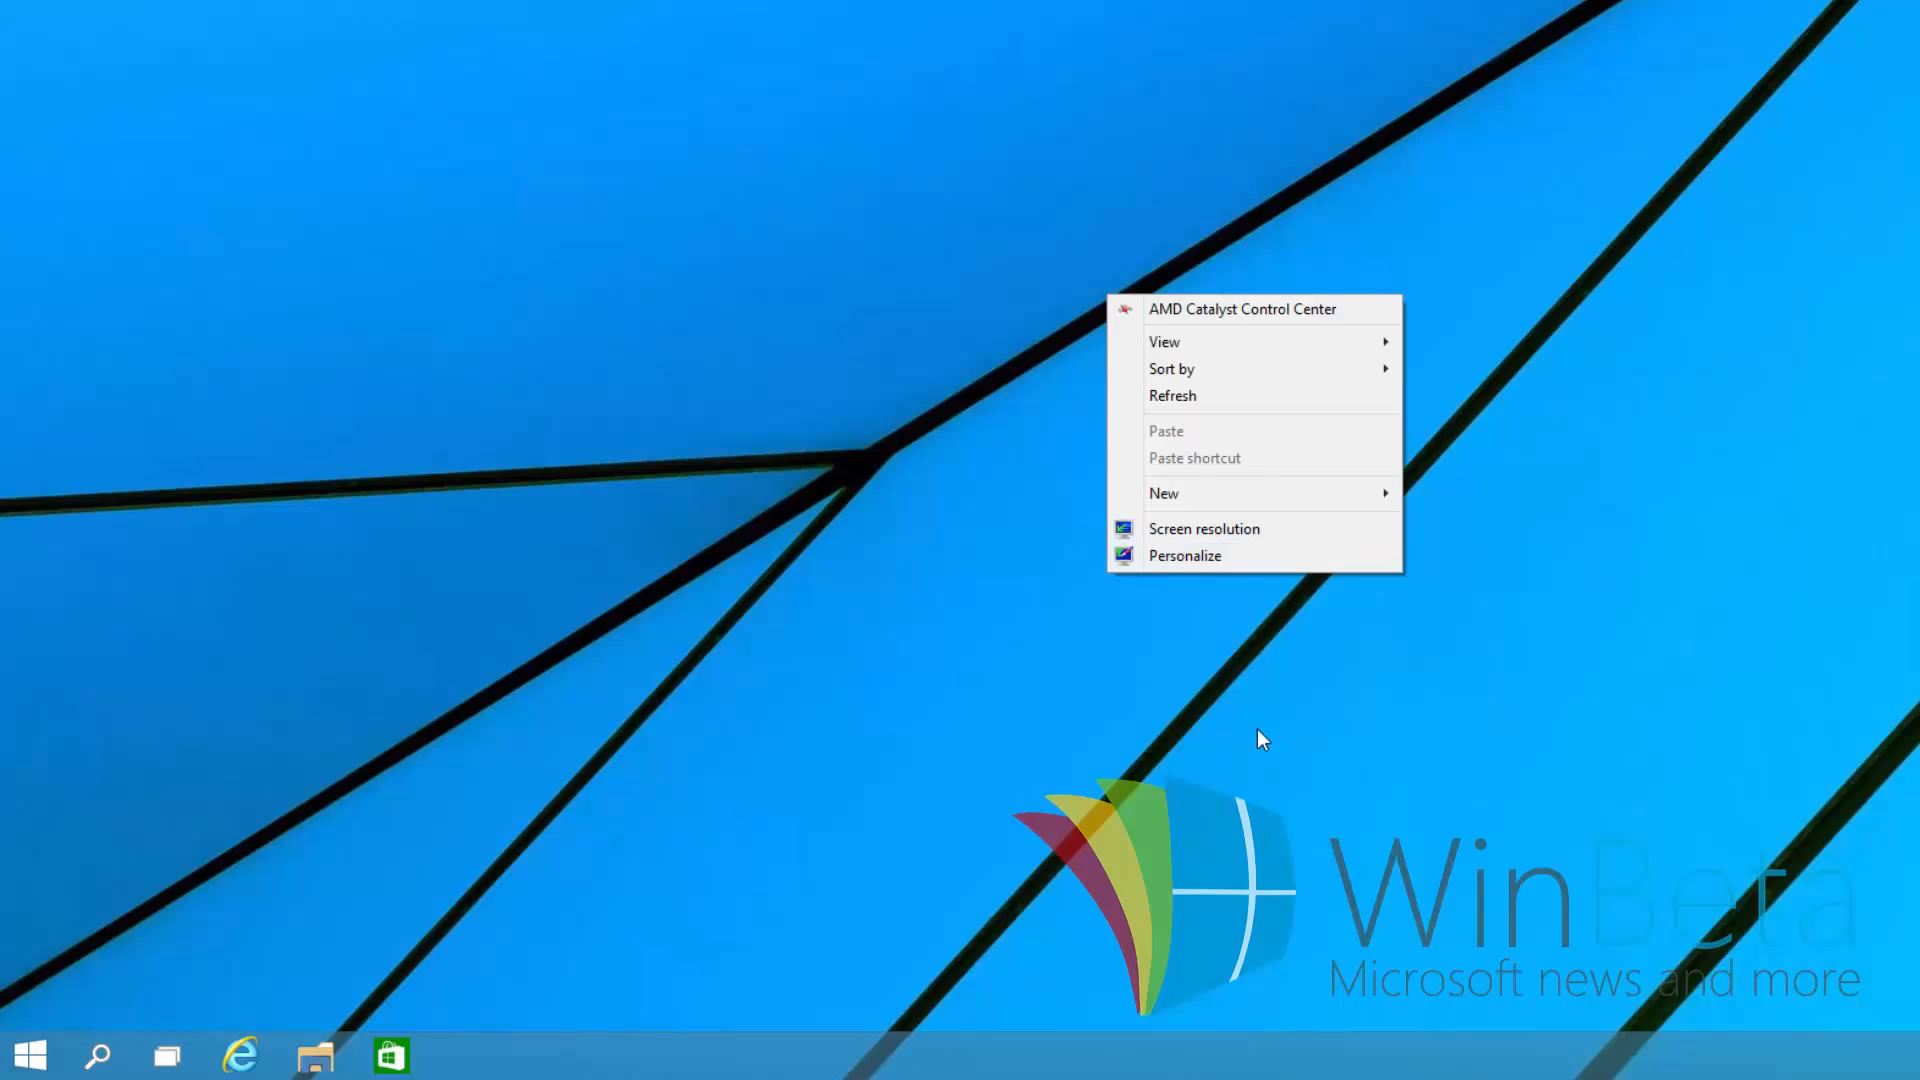 AMD Catalyst Control Center
View
Sort by
Refresh
Paste
Paste shortcut
New
Screen resolution
Personalize
WinBeta
Microsoft news and more